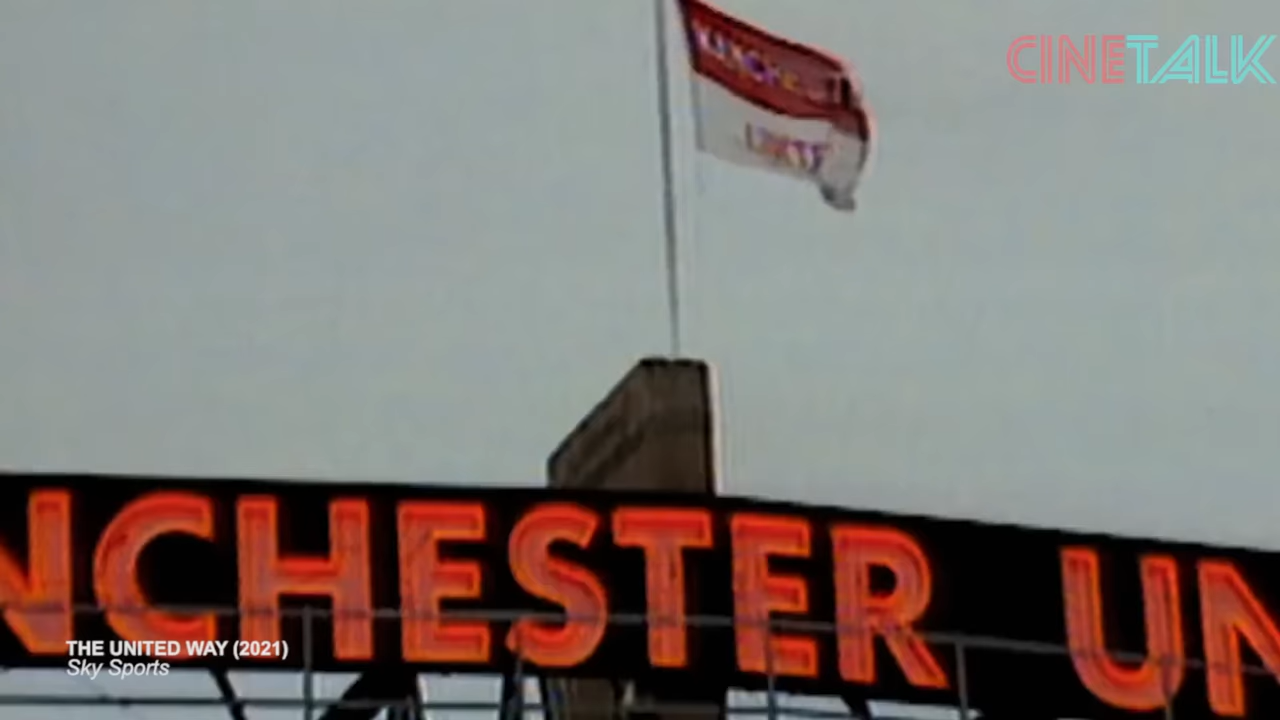 CINETALK
NCHESTER UN
THE UNITED WAY (2021)
Sky Sports